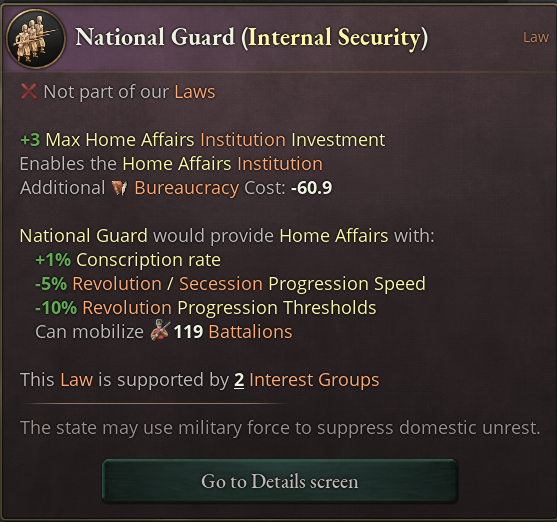 National Guard (Internal Security)
Law
Not part of our Laws
+3 Max Home Affairs Institution Investment
Enables the Home Affairs Institution
Additional Bureaucracy Cost: -60.9
National Guard would provide Home Affairs with:
+1% Conscription rate
-5% Revolution / Secession Progression Speed
-10% Revolution Progression Thresholds
Can mobilize 119 Battalions
This Law is supported by 2 Interest Groups
The state may use military force to suppress domestic unrest.
Go to Details screen